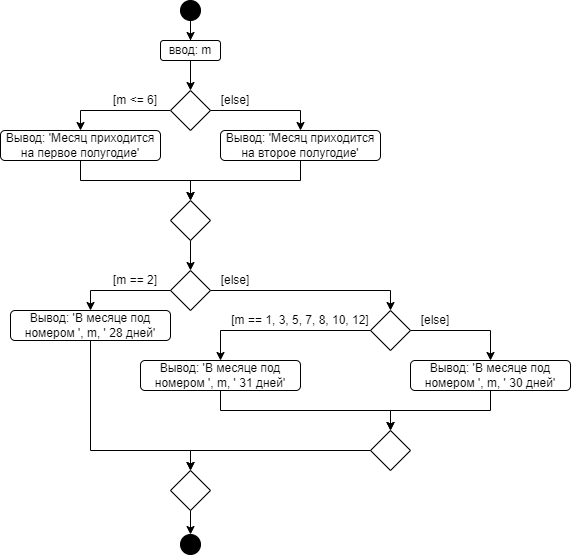 ввод: m
[m <= 6]
[else]
Вывод: 'Месяц приходится
на первое полугодие'
Вывод: 'Месяц приходится
на второе полугодие'
[m == 2]
[else]
Вывод: 'В месяце под
номером ', m, ' 28 дней'
[m == 1, 3, 5, 7, 8, 10, 12]
[else]
Вывод: 'В месяце под
номером ', m, ' 31 дней'
Вывод: 'В месяце под
номером ', m, ' 30 дней'